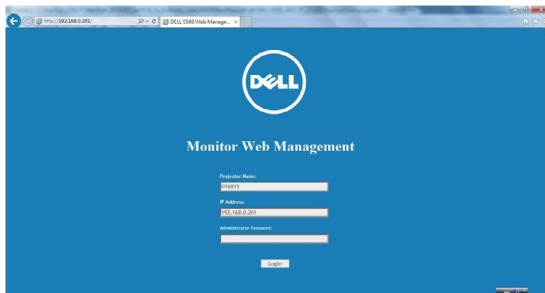 http://192.168.0.201/
DELL S560 Web Manage...
DELL
Monitor Web Management
Projector Name:
IP Address:
192.168.0.201
Administrator Password:
Login